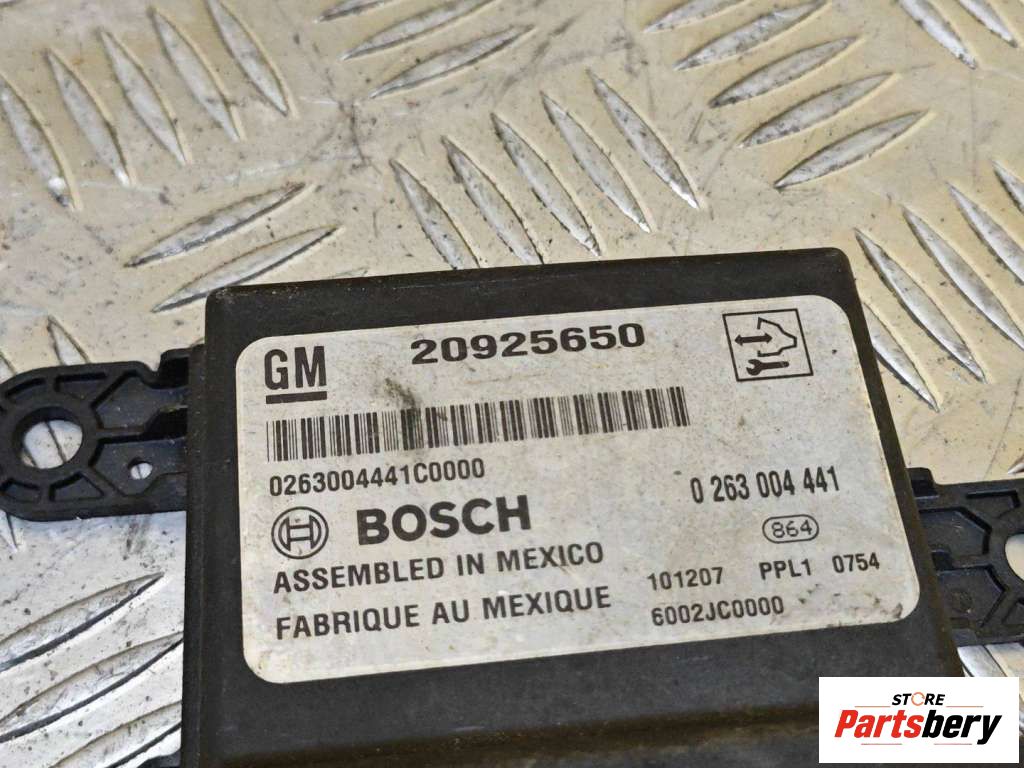 GM 20925650
0263004441C0000
0 263 004 441
BOSCH
864
ASSEMBLED IN MEXICO
101207 PPL1 0754
FABRIQUE AU MEXIQUE
6002JC0000
STORE
Partsbery